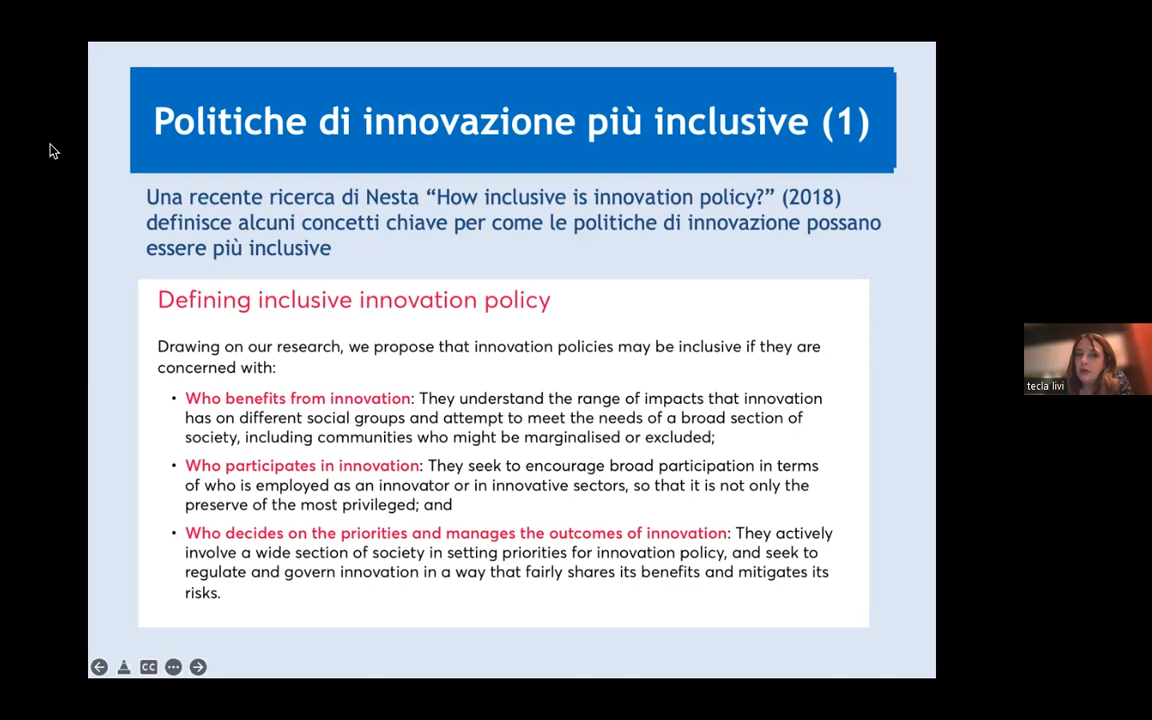 Politiche di innovazione più inclusive (1)
Una recente ricerca di Nesta “How inclusive is innovation policy?” (2018)
definisce alcuni concetti chiave per come le politiche di innovazione possano
essere più inclusive
Defining inclusive innovation policy
Drawing on our research, we propose that innovation policies may be inclusive if they are
concerned with:
• Who benefits from innovation: They understand the range of impacts that innovation
has on different social groups and attempt to meet the needs of a broad section of
society, including communities who might be marginalised or excluded;
• Who participates in innovation: They seek to encourage broad participation in terms
of who is employed as an innovator or in innovative sectors, so that it is not only the
preserve of the most privileged; and
• Who decides on the priorities and manages the outcomes of innovation: They actively
involve a wide section of society in setting priorities for innovation policy, and seek to
regulate and govern innovation in a way that fairly shares its benefits and mitigates its
risks.
CC
tecla livi